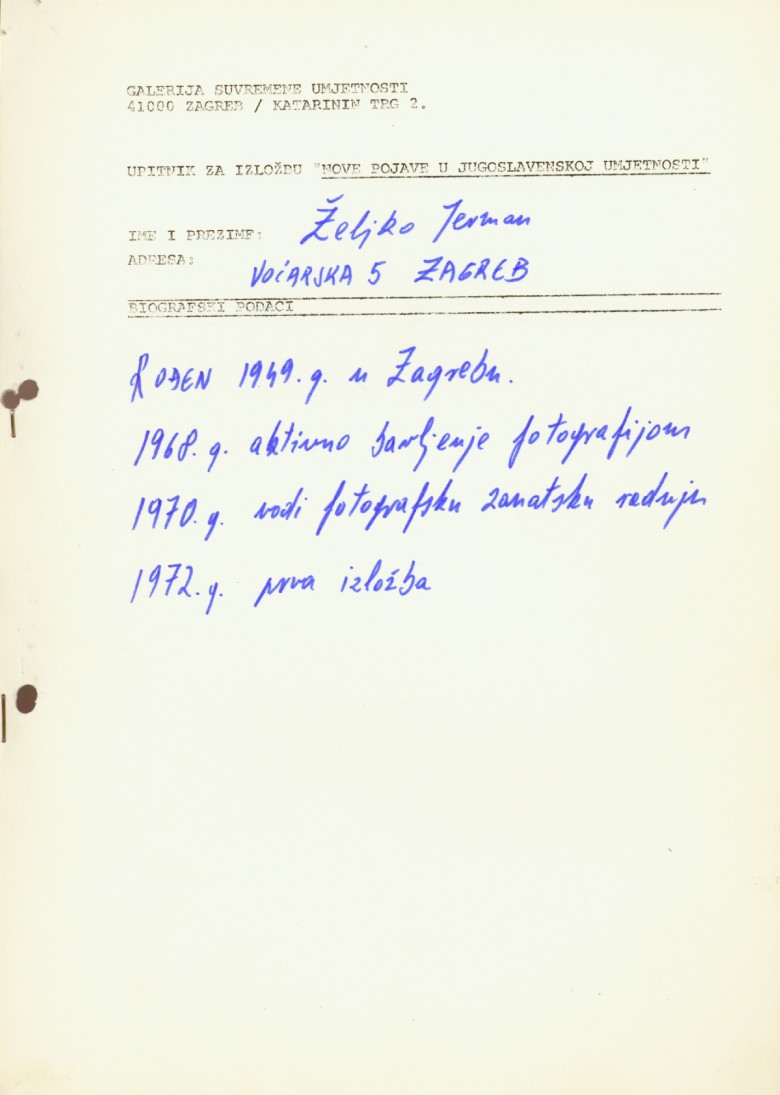 GALERIJA SUVREMENE UMJETNOSTI
41000 ZAGREB / KATARININ TRG 2.
UPITNIK ZA IZLOŽBU "NOVE POJAVE U JUGOSLAVENSKOJ UMJETNOSTI"
IME I PREZIME: Željko Jerman
ADRESA: VOĆARSKA 5 ZAGREB
BIOGRAFSKI PODACI
ROĐEN 1949.g. u Zagrebu.
1968.g. aktivno bavljenje fotografijom
1970.g. vodi fotografsku zanatsku radnju
1972.g. prva izložba